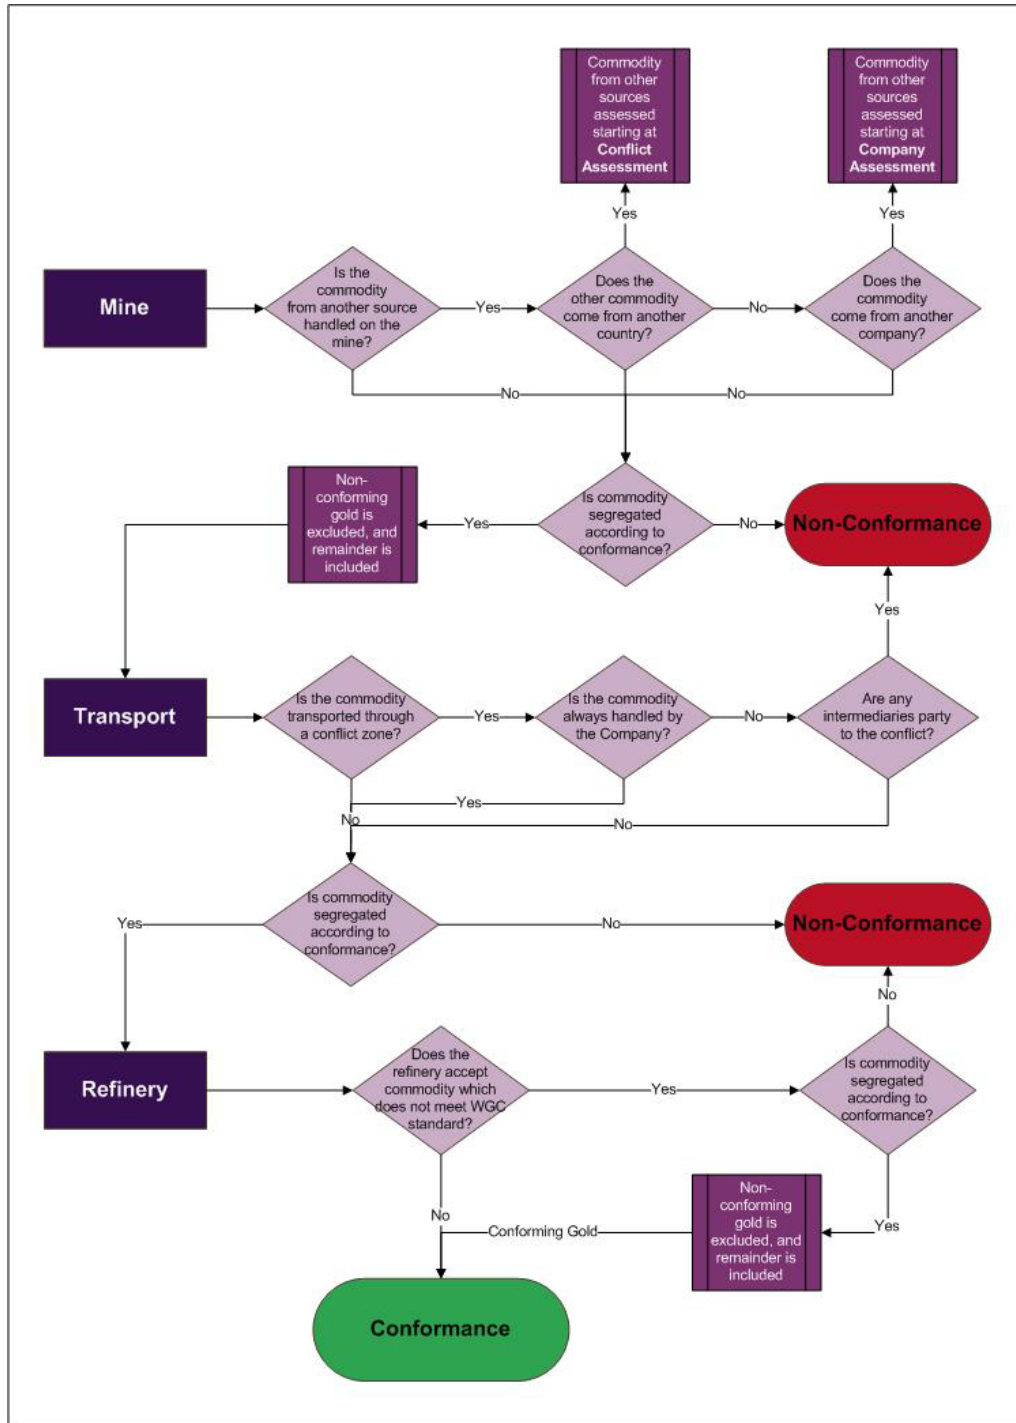 Commodity
from other
sources
assessed
starting at
Conflict
Assessment
Commodity
from other
sources
assessed
starting at
Company
Assessment
Yes
Yes
Mine
Is the
commodity
from another source
handled on the
mine?
Yes
Does the
other commodity
come from another
country?
No
Does the
commodity
come from another
company?
No
No
Non-
conforming
gold is
excluded, and
remainder is
included
Yes
Is commodity
segregated
according to
conformance?
No
Non-Conformance
Yes
Transport
Is the commodity
transported through
a conflict zone?
Yes
Is the commodity
always handled by
the Company?
No
Are any
intermediaries party
to the conflict?
Yes
No
No
Yes
Is commodity
segregated
according to
conformance?
No
Non-Conformance
No
Refinery
Does the
refinery accept
commodity which
does not meet WGC
standard?
Yes
Is commodity
segregated
according to
conformance?
No
Conforming Gold
Non-
conforming
gold is
excluded, and
remainder is
included
Yes
Conformance